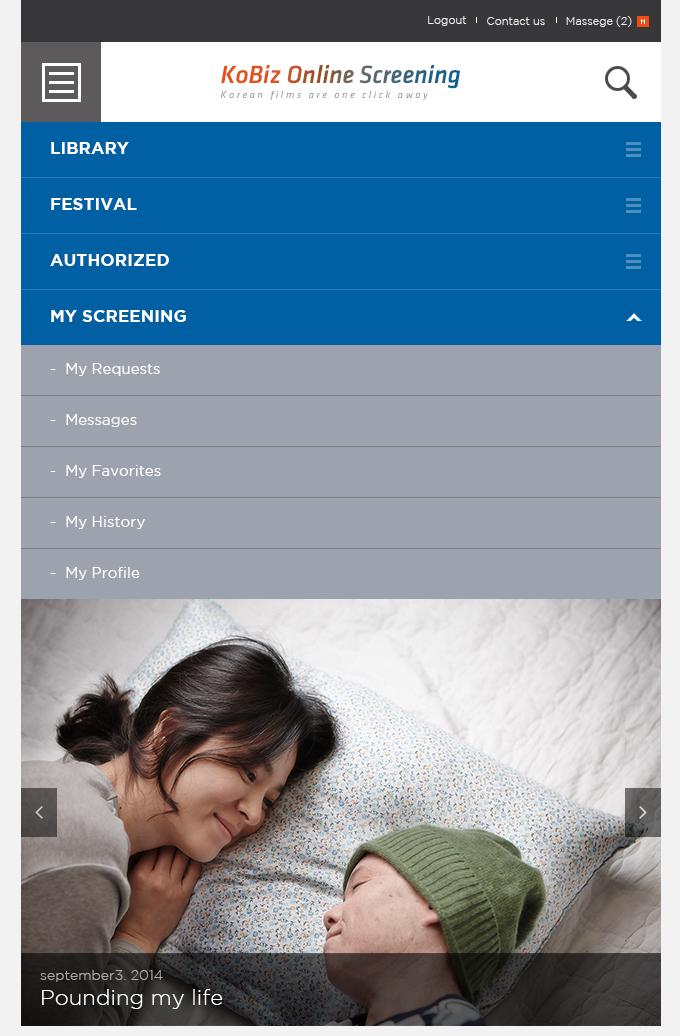 Logout
Contact us
Massege (2) N
KoBiz Online Screening
Korean films are one click away
LIBRARY
FESTIVAL
AUTHORIZED
MY SCREENING
- My Requests
- Messages
- My Favorites
- My History
- My Profile
september3. 2014
Pounding my life